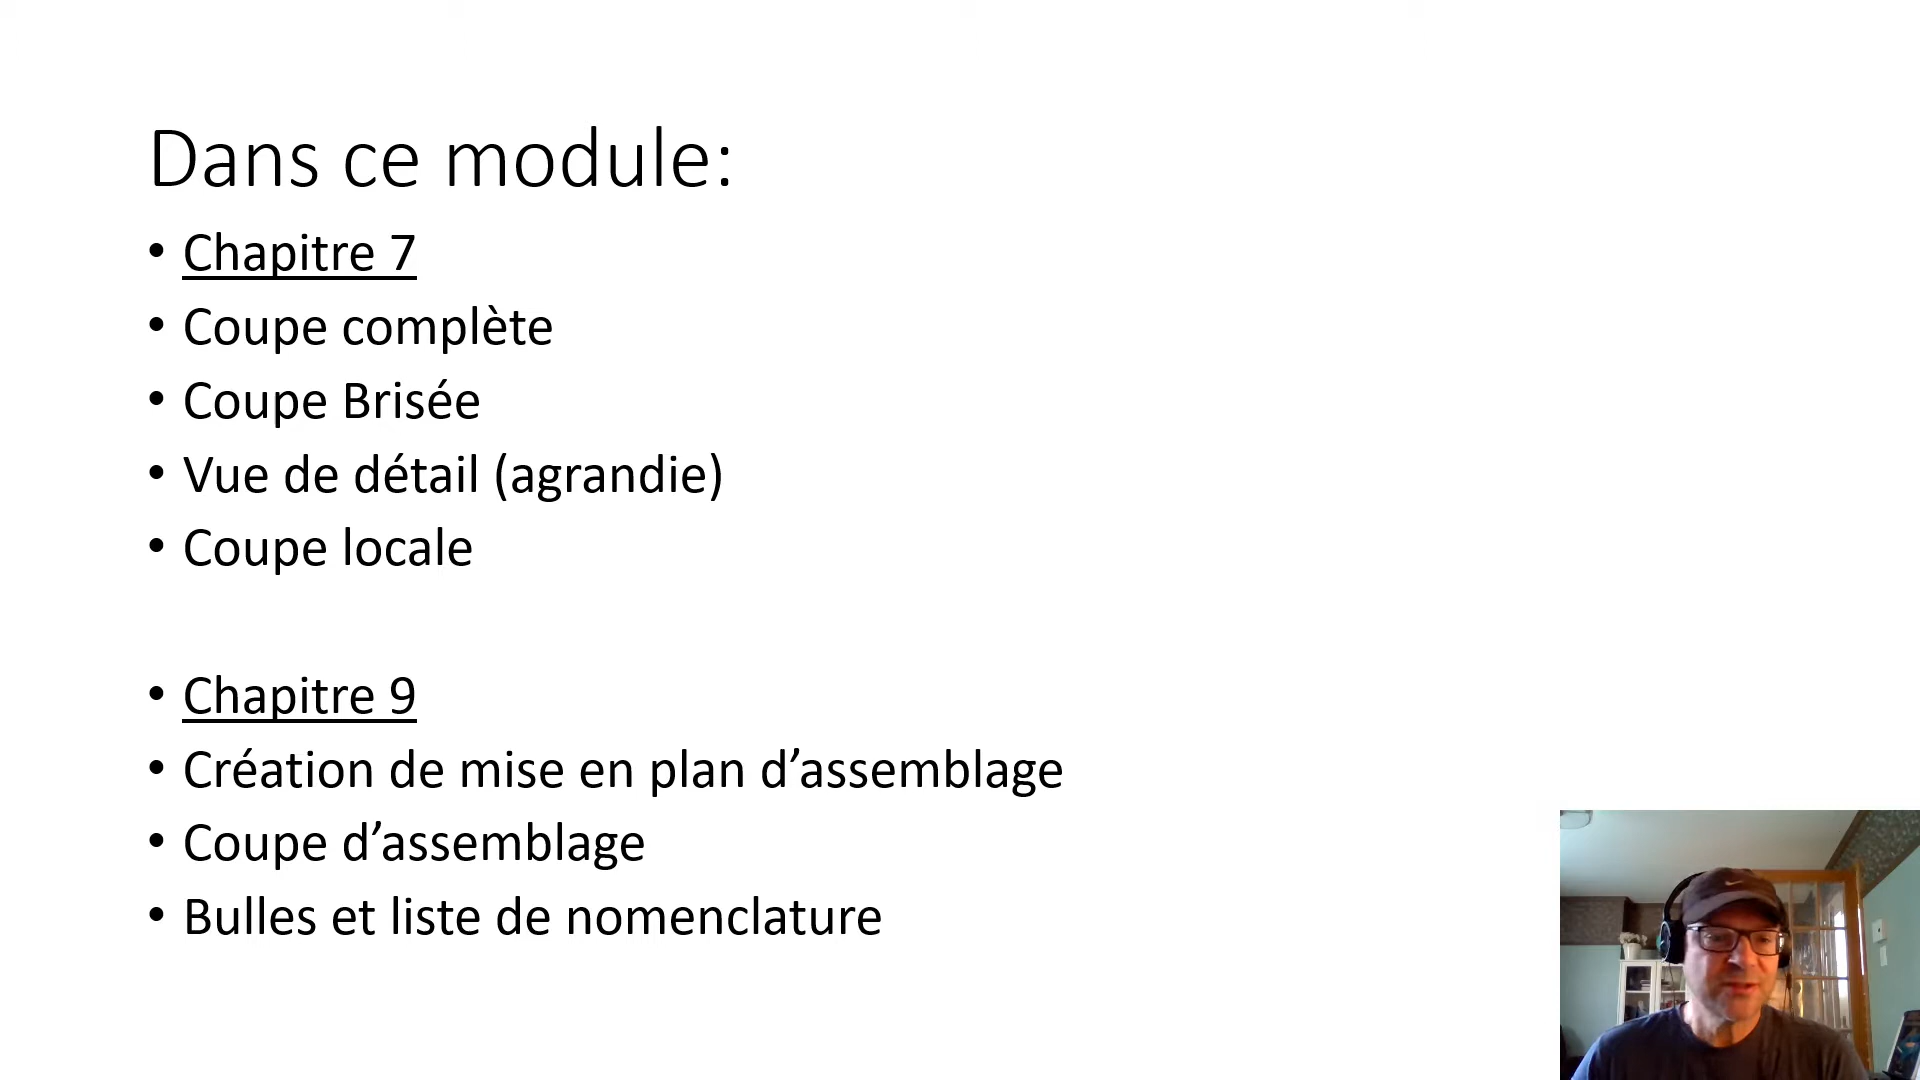 Dans ce module:
• Chapitre 7
• Coupe complète
• Coupe Brisée
• Vue de détail (agrandie)
• Coupe locale
• Chapitre 9
• Création de mise en plan d’assemblage
• Coupe d’assemblage
• Bulles et liste de nomenclature